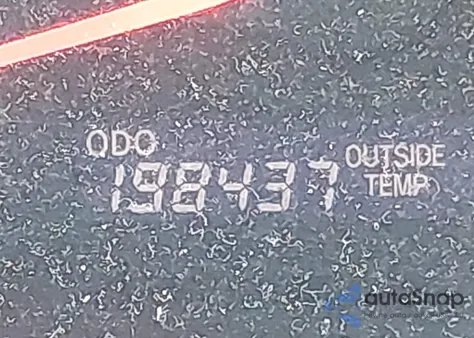 ODO
198437
OUTSIDE
TEMP
autoSnap